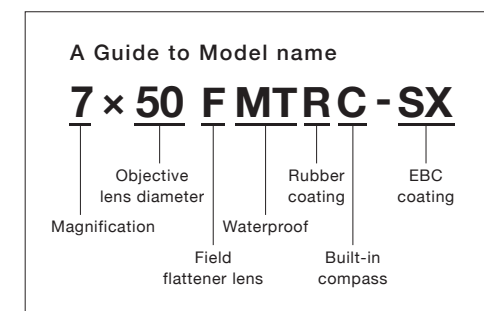 A Guide to Model name
7 × 50 F MT R C - SX
Objective
lens diameter
Rubber
coating
EBC
coating
Magnification
Waterproof
Field
flattener lens
Built-in
compass